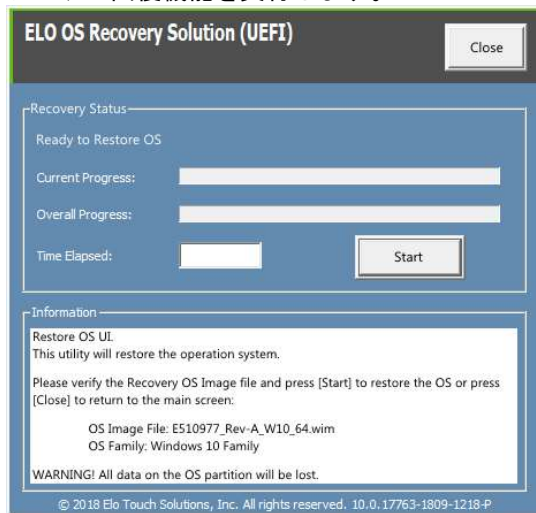 ELO OS Recovery Solution (UEFI)
Close
Recovery Status
Ready to Restore OS
Current Progress:
Overall Progress:
Time Elapsed:
Start
Information
Restore OS UI.
This utility will restore the operation system.
Please verify the Recovery OS Image file and press [Start] to restore the OS or press
[Close] to return to the main screen:
OS Image File: E510977_Rev-A_W10_64.wim
OS Family: Windows 10 Family
WARNING! All data on the OS partition will be lost.
© 2018 Elo Touch Solutions, Inc. All rights reserved. 10.0.17763-1809-1218-P